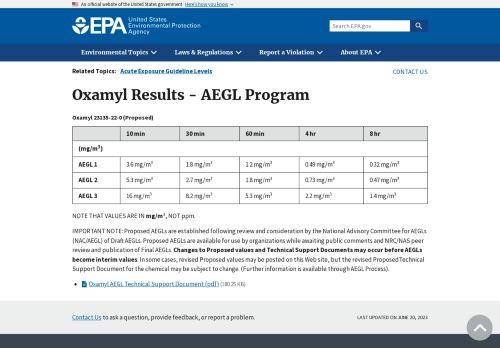 An official website of the United States government Here's how you know
EPA United States
Environmental Protection
Agency
Search EPA.gov
Environmental Topics Laws & Regulations Report a Violation About EPA
Related Topics: Acute Exposure Guideline Levels CONTACT US
Oxamyl Results - AEGL Program
Oxamyl 23135-22-0 (Proposed)
10 min 30 min 60 min 4 hr 8 hr
(mg/m³)
AEGL 1 3.6 mg/m³ 1.8 mg/m³ 1.2 mg/m³ 0.49 mg/m³ 0.32 mg/m³
AEGL 2 5.3 mg/m³ 2.7 mg/m³ 1.8 mg/m³ 0.73 mg/m³ 0.47 mg/m³
AEGL 3 16 mg/m³ 8.2 mg/m³ 5.3 mg/m³ 2.2 mg/m³ 1.4 mg/m³
NOTE THAT VALUES ARE IN mg/m³, NOT ppm.
IMPORTANT NOTE: Proposed AEGLs are established following review and consideration by the National Advisory Committee for AEGLs
(NAC/AEGL) of Draft AEGLs. Proposed AEGLs are available for use by organizations while awaiting public comments and NRC/NAS peer
review and publication of Final AEGLs. Changes to Proposed values and Technical Support Documents may occur before AEGLs
become interim values. In some cases, revised Proposed values may be posted on this Web site, but the revised Proposed Technical
Support Document for the chemical may be subject to change. (Further information is available through AEGL Process).
Oxamyl AEGL Technical Support Document (pdf) (180.25 KB)
Contact Us to ask a question, provide feedback, or report a problem. LAST UPDATED ON JUNE 20, 2023